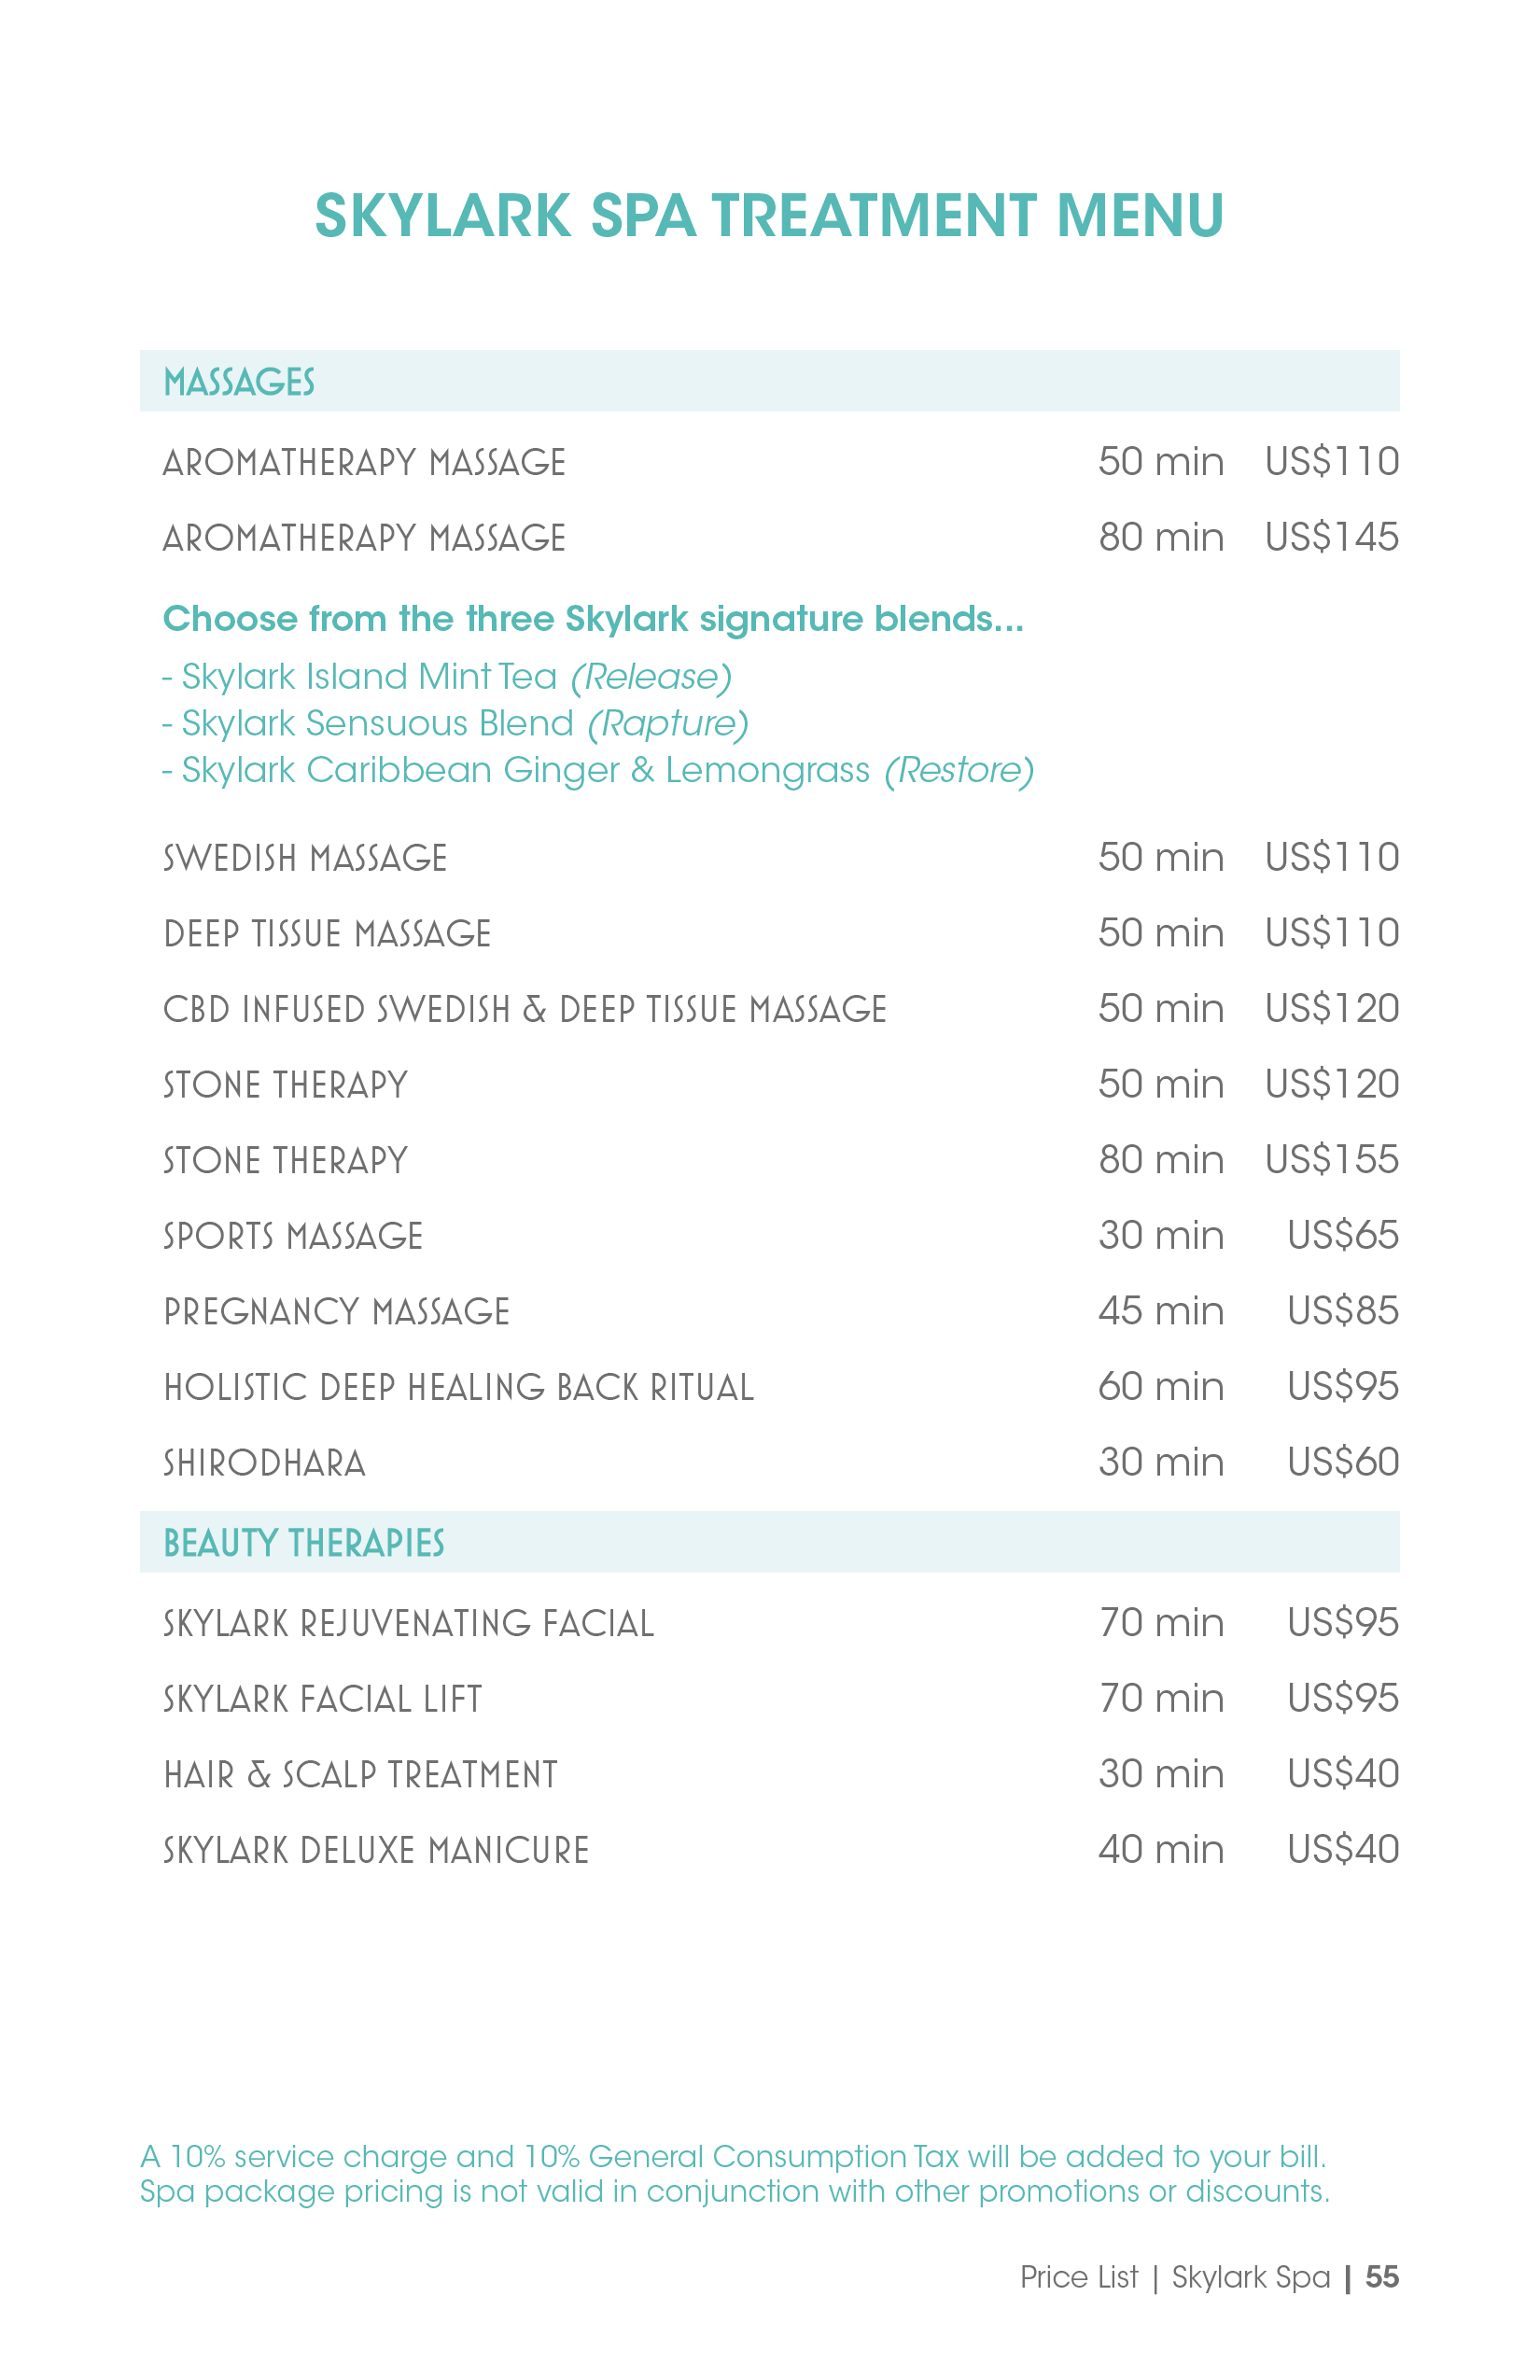 SKYLARK SPA TREATMENT MENU
MASSAGES
AROMATHERAPY MASSAGE 50 min US$110
AROMATHERAPY MASSAGE 80 min US$145
Choose from the three Skylark signature blends...
- Skylark Island Mint Tea (Release)
- Skylark Sensuous Blend (Rapture)
- Skylark Caribbean Ginger & Lemongrass (Restore)
SWEDISH MASSAGE 50 min US$110
DEEP TISSUE MASSAGE 50 min US$110
CBD INFUSED SWEDISH & DEEP TISSUE MASSAGE 50 min US$120
STONE THERAPY 50 min US$120
STONE THERAPY 80 min US$155
SPORTS MASSAGE 30 min US$65
PREGNANCY MASSAGE 45 min US$85
HOLISTIC DEEP HEALING BACK RITUAL 60 min US$95
SHIRODHARA 30 min US$60
BEAUTY THERAPIES
SKYLARK REJUVENATING FACIAL 70 min US$95
SKYLARK FACIAL LIFT 70 min US$95
HAIR & SCALP TREATMENT 30 min US$40
SKYLARK DELUXE MANICURE 40 min US$40
A 10% service charge and 10% General Consumption Tax will be added to your bill.
Spa package pricing is not valid in conjunction with other promotions or discounts.
Price List | Skylark Spa | 55